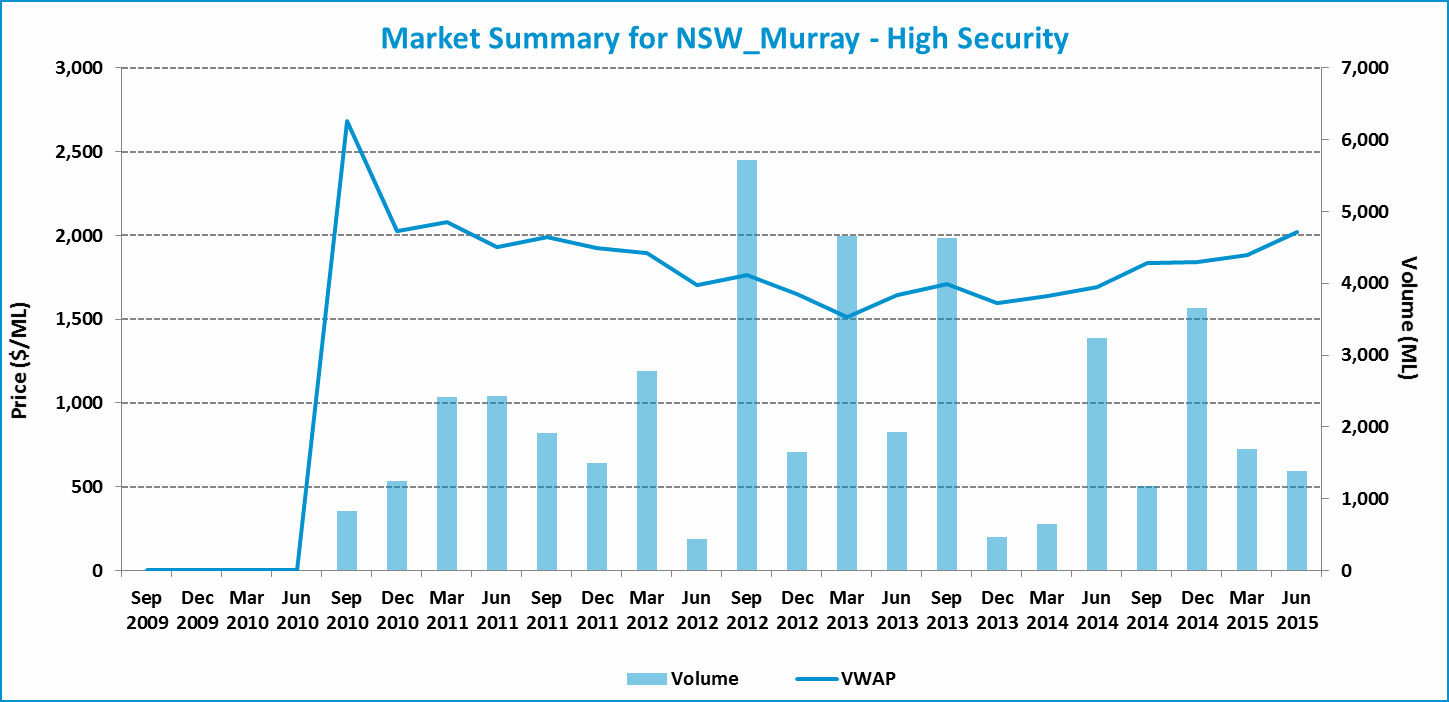 Market Summary for NSW_Murray - High Security
3,000
2,500
2,000
1,500
1,000
500
0
Price ($/ML)
7,000
6,000
5,000
4,000
3,000
2,000
1,000
0
Volume (ML)
Sep Dec Mar Jun Sep Dec Mar Jun Sep Dec Mar Jun Sep Dec Mar Jun Sep Dec Mar Jun Sep Dec Mar Jun
2009 2009 2010 2010 2010 2010 2011 2011 2011 2011 2012 2012 2012 2012 2013 2013 2013 2013 2014 2014 2014 2014 2015 2015
Volume VWAP